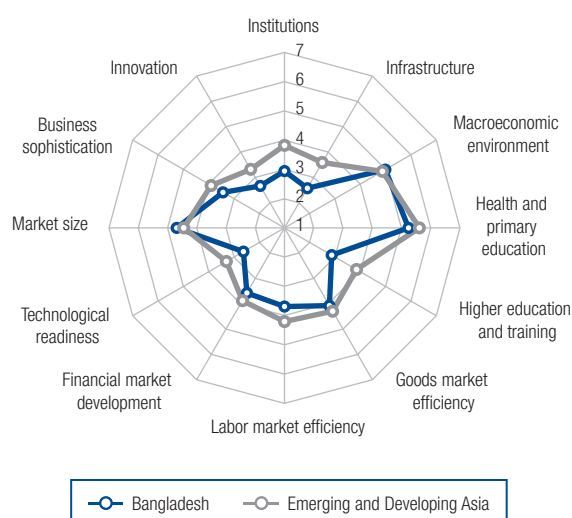 Institutions
Infrastructure
Macroeconomic
environment
Health and
primary
education
Higher education
and training
Goods market
efficiency
Labor market efficiency
Financial market
development
Technological
readiness
Market size
Business
sophistication
Innovation
7
6
5
4
3
2
1
Bangladesh
Emerging and Developing Asia